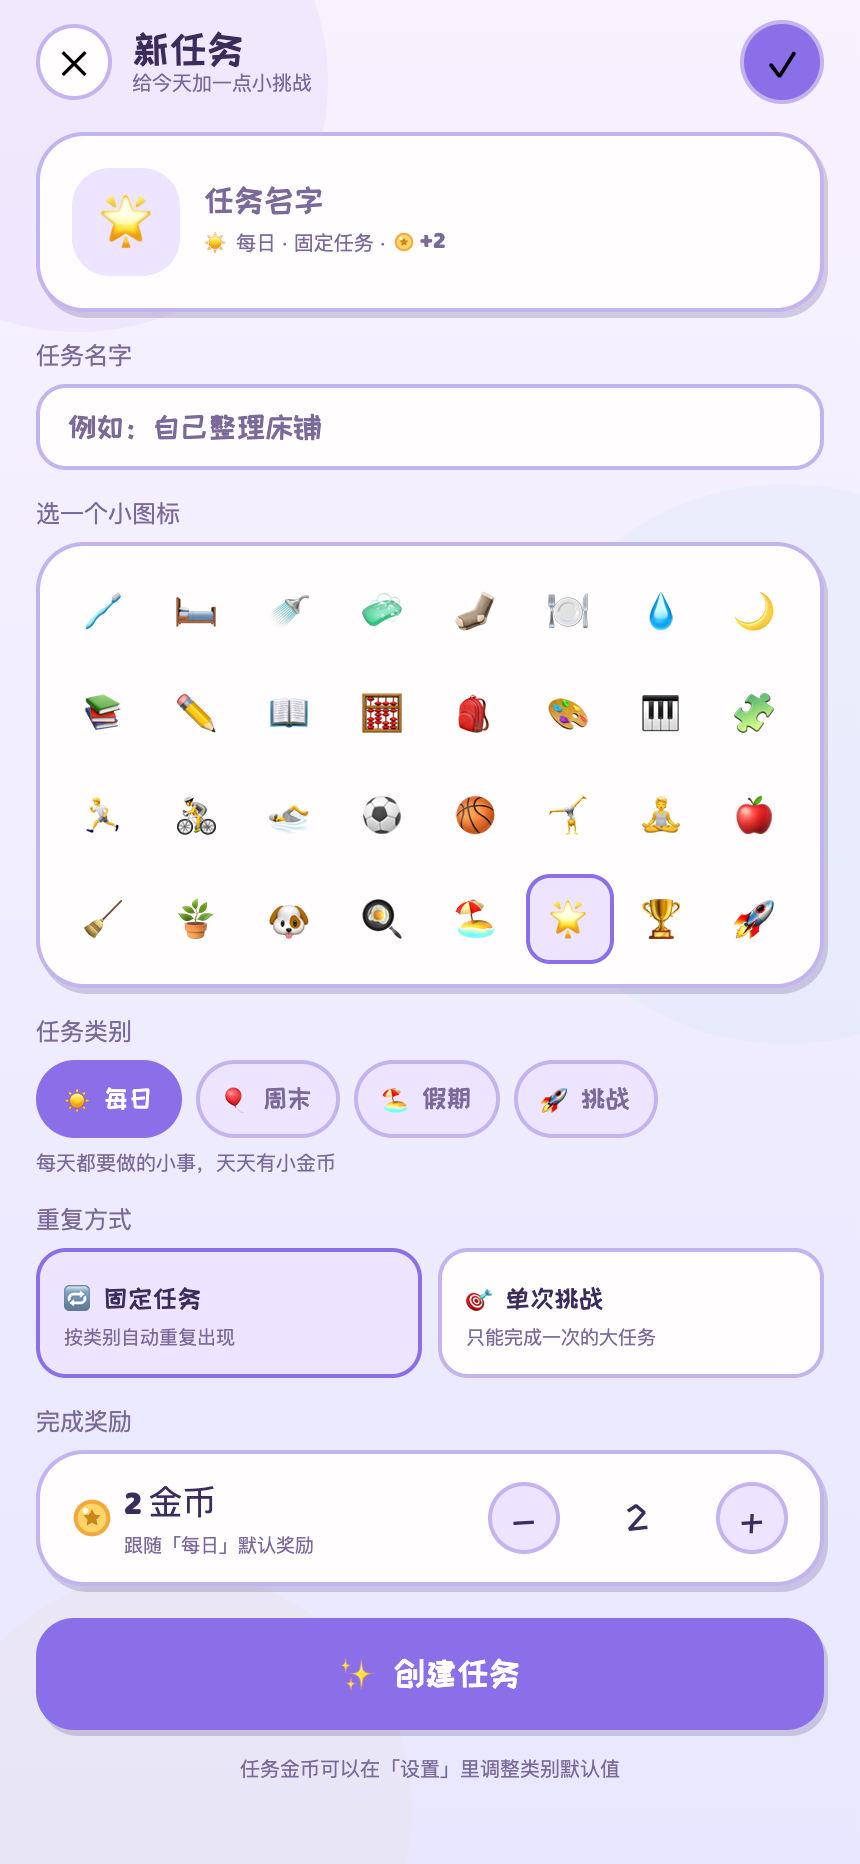 新任务
给今天加一点小挑战
任务名字
每日 · 固定任务 · +2
任务名字
例如：自己整理床铺
选一个小图标
任务类别
每日
周末
假期
挑战
每天都要做的小事，天天有小金币
重复方式
固定任务
按类别自动重复出现
单次挑战
只能完成一次的大任务
完成奖励
2 金币
跟随「每日」默认奖励
− 2 +
创建任务
任务金币可以在「设置」里调整类别默认值